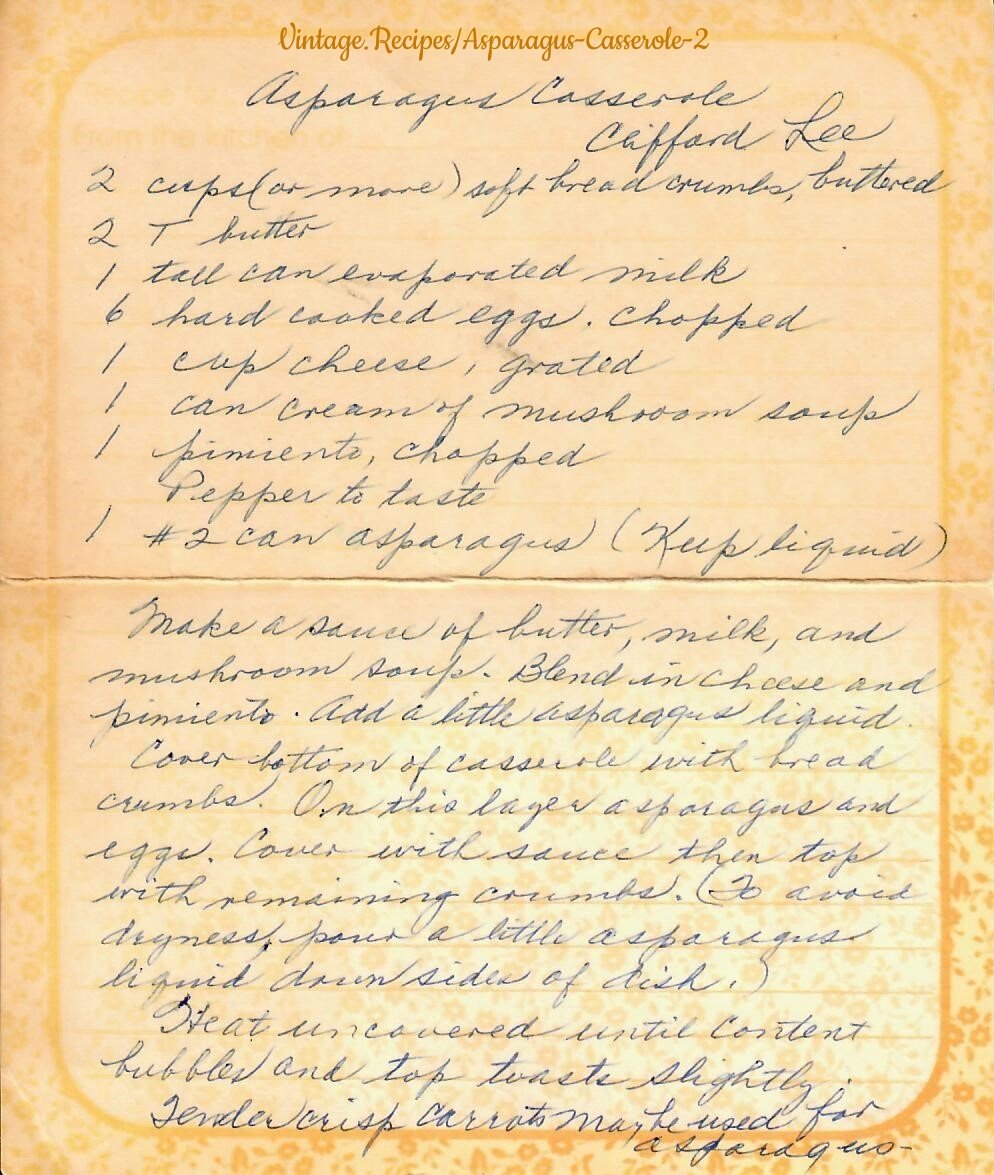 Vintage.Recipes/Asparagus-Casserole-2
Asparagus Casserole
Clifford Lee
2 cups (or more) soft bread crumbs, buttered
2 T butter
1 tall can evaporated milk
6 hard cooked eggs. chopped
1 cup cheese, grated
1 can cream of mushroom soup
1 pimiento, chopped
Pepper to taste
1 #2 can asparagus (Keep liquid)
Make a sauce of butter, milk, and
mushroom soup. Blend in cheese and
pimiento. Add a little asparagus liquid.
Cover bottom of casserole with bread
crumbs. On this layer asparagus and
eggs. Cover with sauce then top
with remaining crumbs. (To avoid
dryness, pour a little asparagus
liquid down sides of dish.)
Heat uncovered until content
bubbles and top toasts slightly.
Tender crisp carrots may be used for
asparagus-